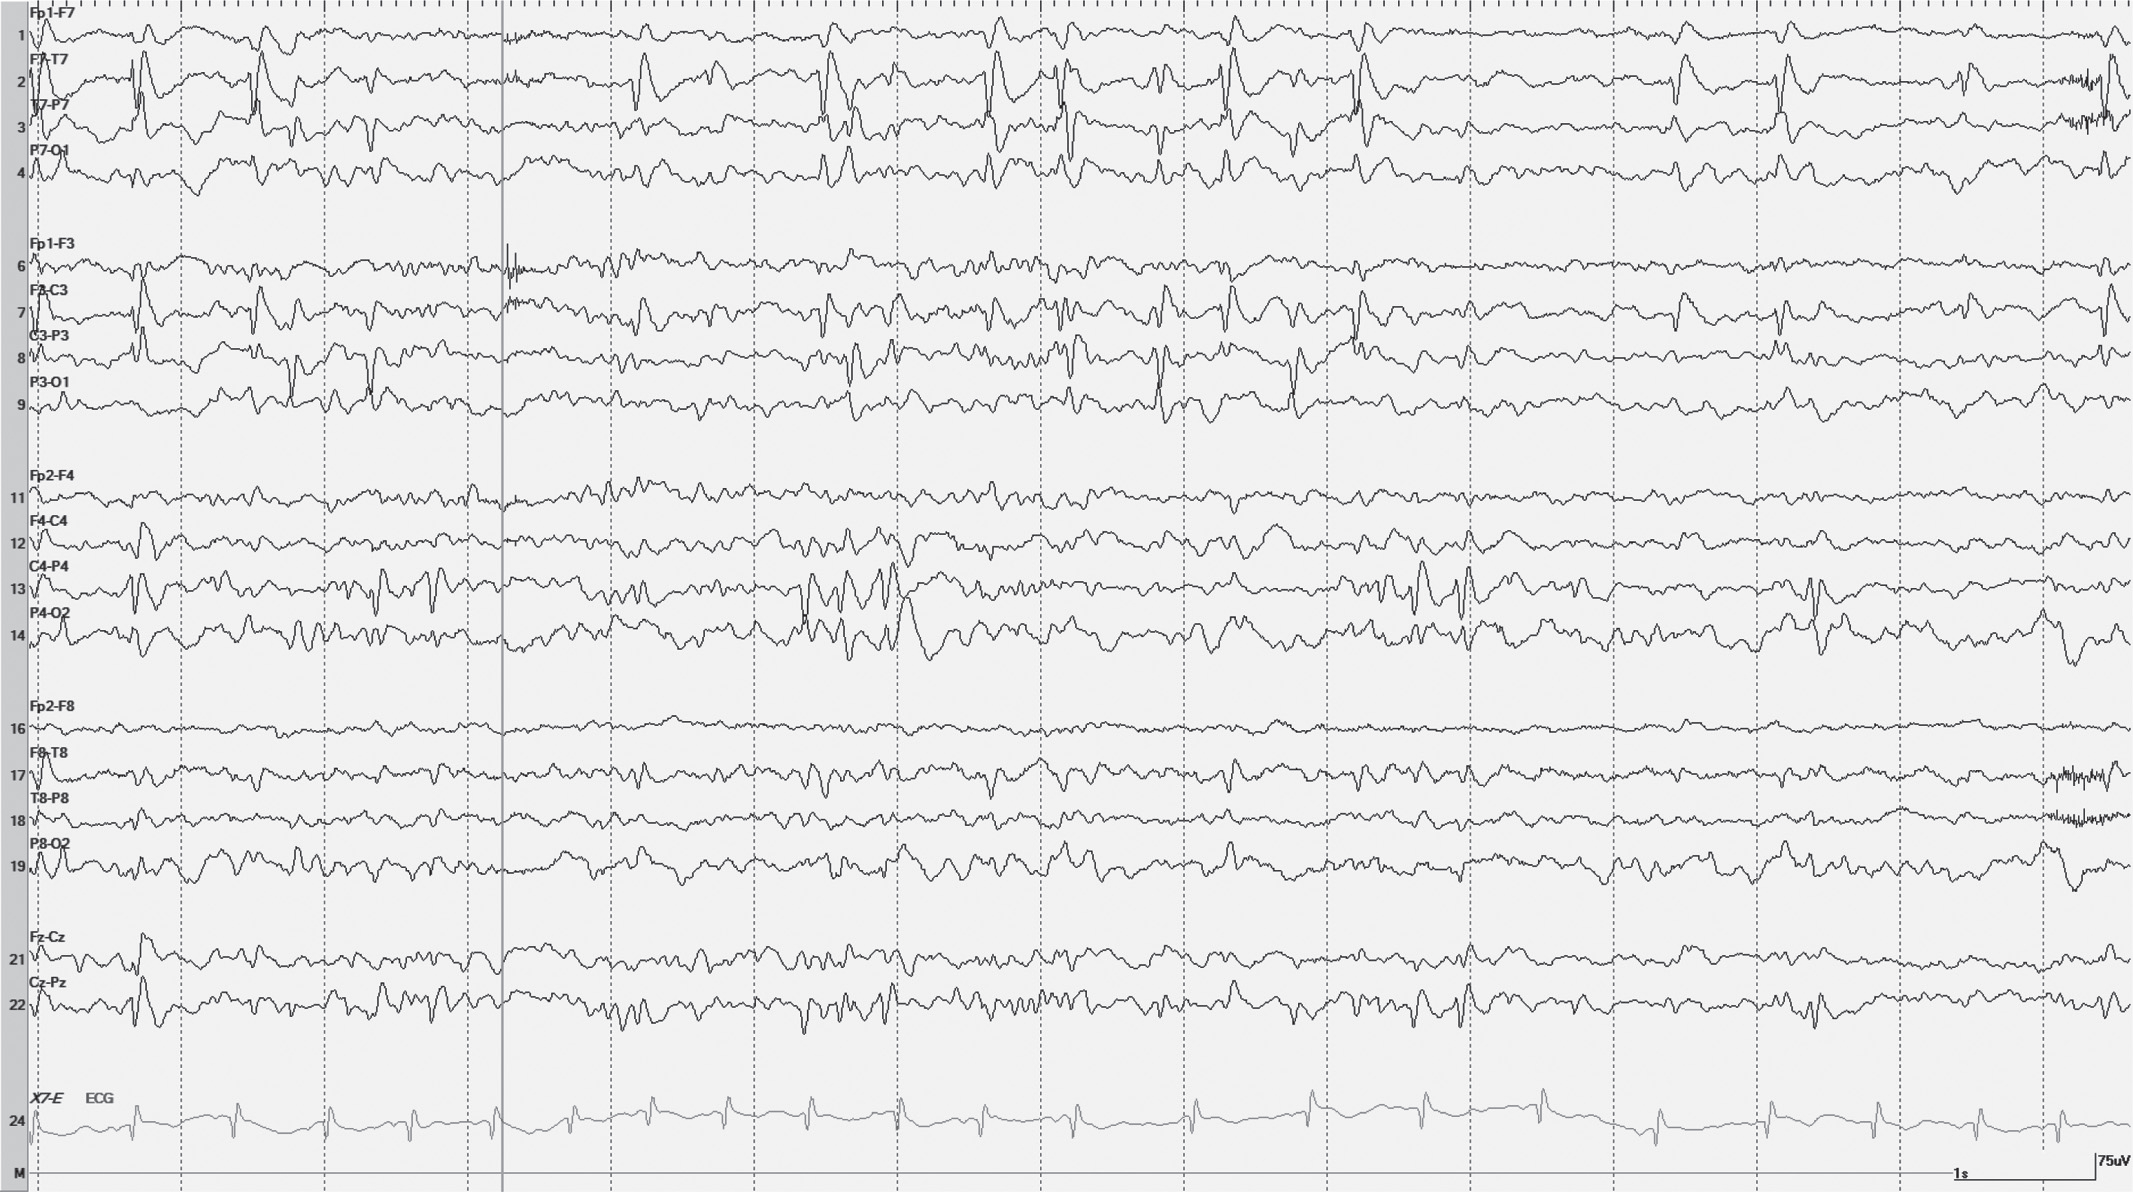 Fp1-F7
1
F7-T7
2
T7-P7
3
P7-O1
4
Fp1-F3
6
F3-C3
7
C3-P3
8
P3-O1
9
Fp2-F4
11
F4-C4
12
C4-P4
13
P4-O2
14
Fp2-F8
16
F8-T8
17
T8-P8
18
P8-O2
19
Fz-Cz
21
Cz-Pz
22
X7-E ECG
24
M
1s
75uV